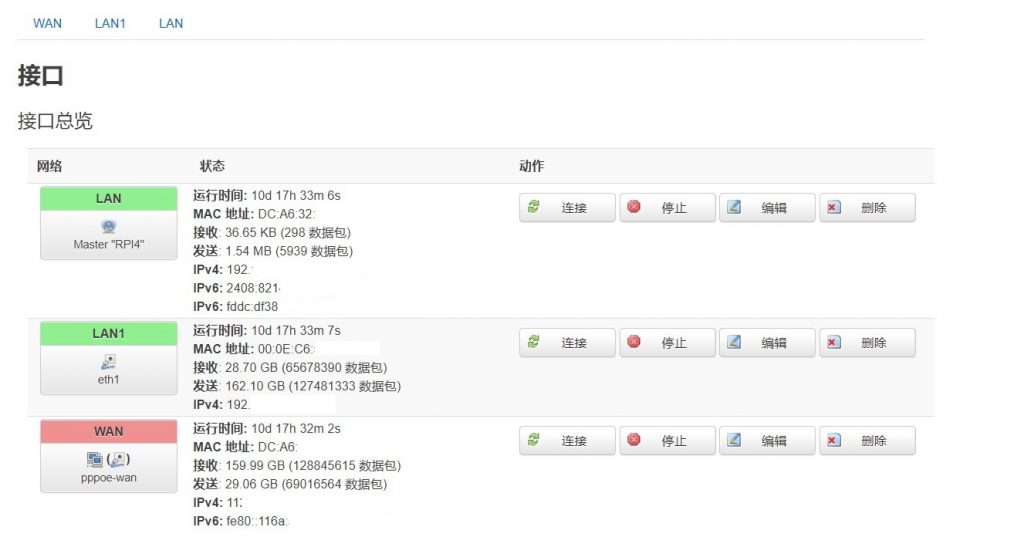 WAN LAN1 LAN
接口
接口总览
网络 状态 动作
LAN
Master "RPI4"
运行时间: 10d 17h 33m 6s
MAC 地址: DC:A6:32:
接收: 36.65 KB (298 数据包)
发送: 1.54 MB (5939 数据包)
IPv4: 192.
IPv6: 2408:821
IPv6: fddc:df38
连接 停止 编辑 删除
LAN1
eth1
运行时间: 10d 17h 33m 7s
MAC 地址: 00:0E:C6:
接收: 28.70 GB (65678390 数据包)
发送: 162.10 GB (127481333 数据包)
IPv4: 192.
连接 停止 编辑 删除
WAN
pppoe-wan
运行时间: 10d 17h 32m 2s
MAC 地址: DC:A6:
接收: 159.99 GB (128845615 数据包)
发送: 29.06 GB (69016564 数据包)
IPv4: 11
IPv6: fe80::116a:
连接 停止 编辑 删除